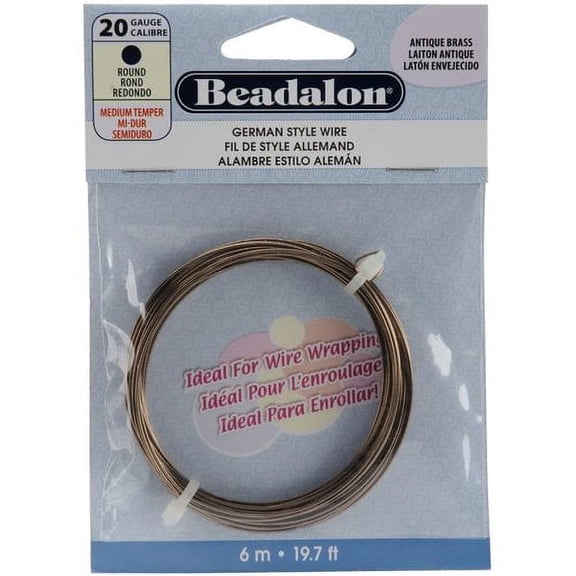 20 GAUGE
CALIBRE
ROUND
ROND
REDONDO
MEDIUM TEMPER
MI-DUR
SEMIDURO
ANTIQUE BRASS
LAITON ANTIQUE
LATÓN ENVEJECIDO
Beadalon®
GERMAN STYLE WIRE
FIL DE STYLE ALLEMAND
ALAMBRE ESTILO ALEMÁN
Ideal For Wire Wrapping
Idéal Pour L'enroulage
Ideal Para Enrollar!
6 m • 19.7 ft